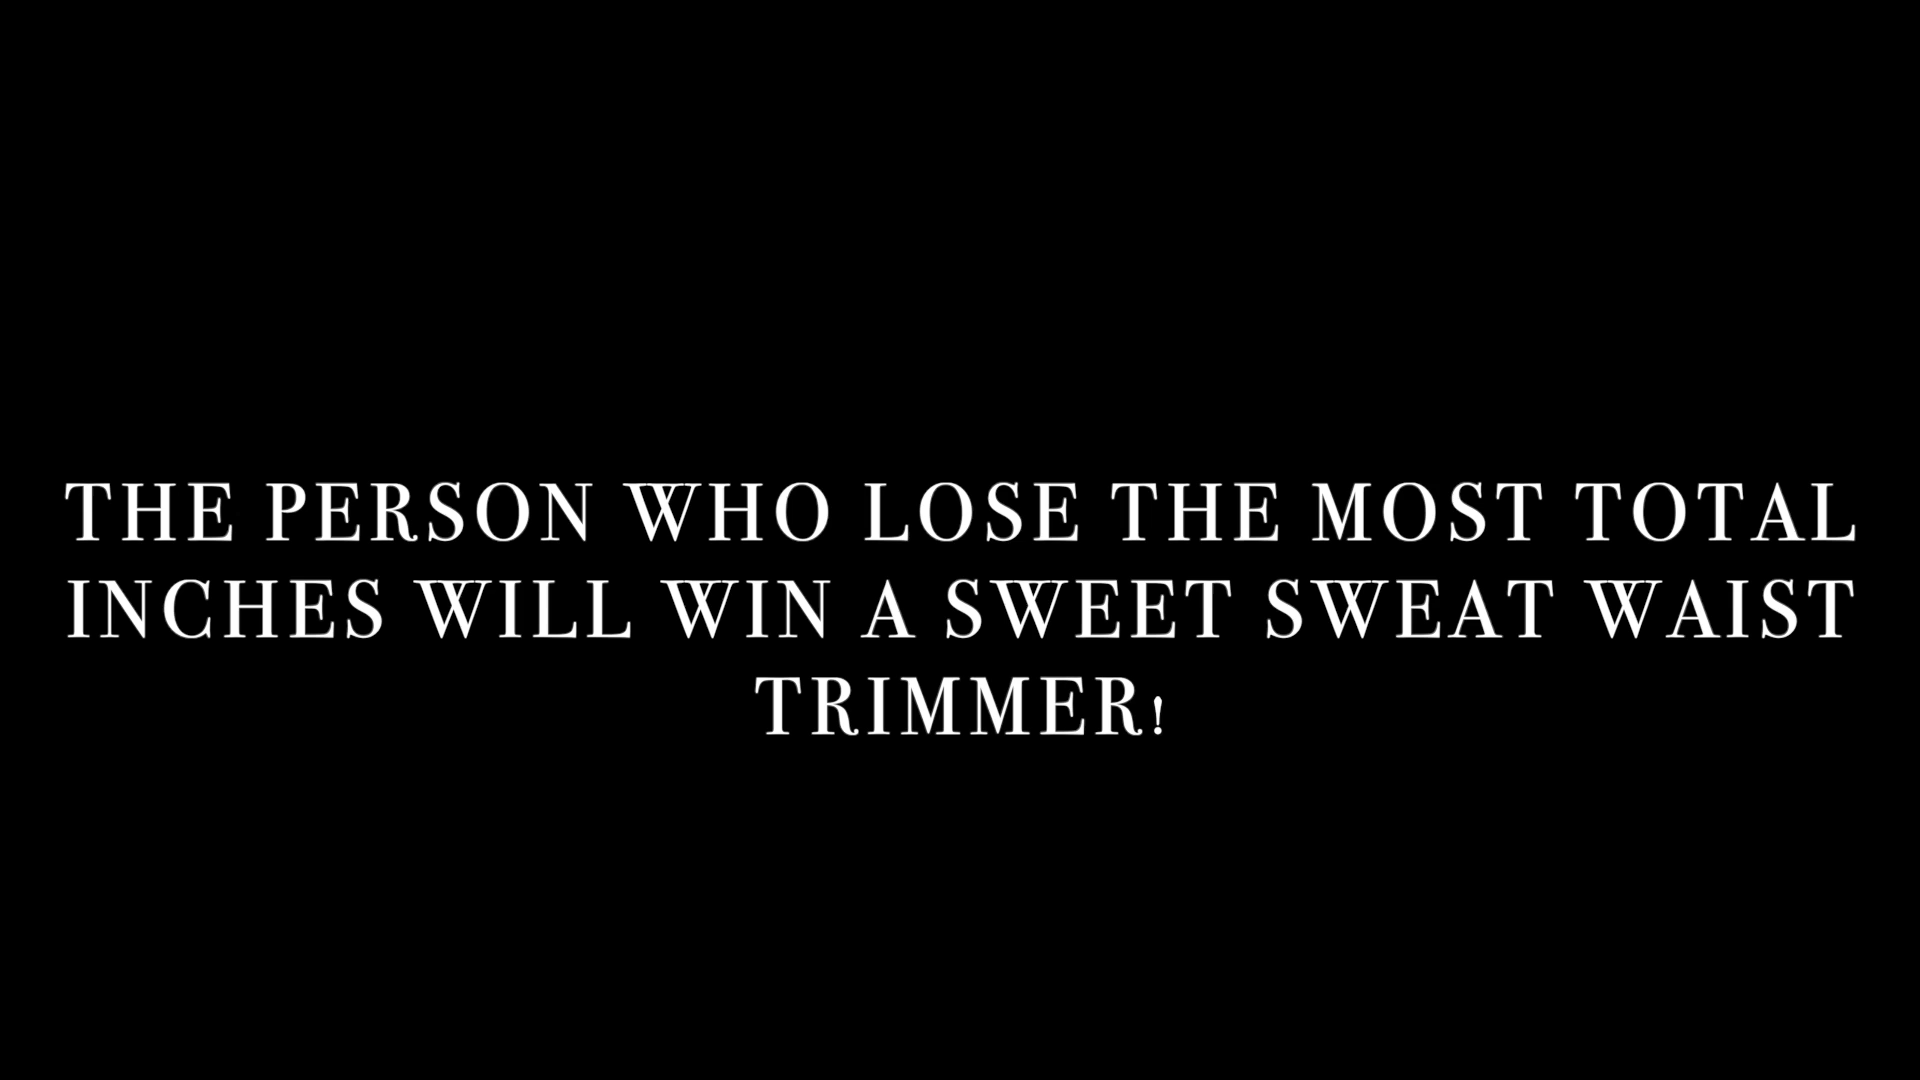 THE PERSON WHO LOSE THE MOST TOTAL
INCHES WILL WIN A SWEET SWEAT WAIST
TRIMMER!